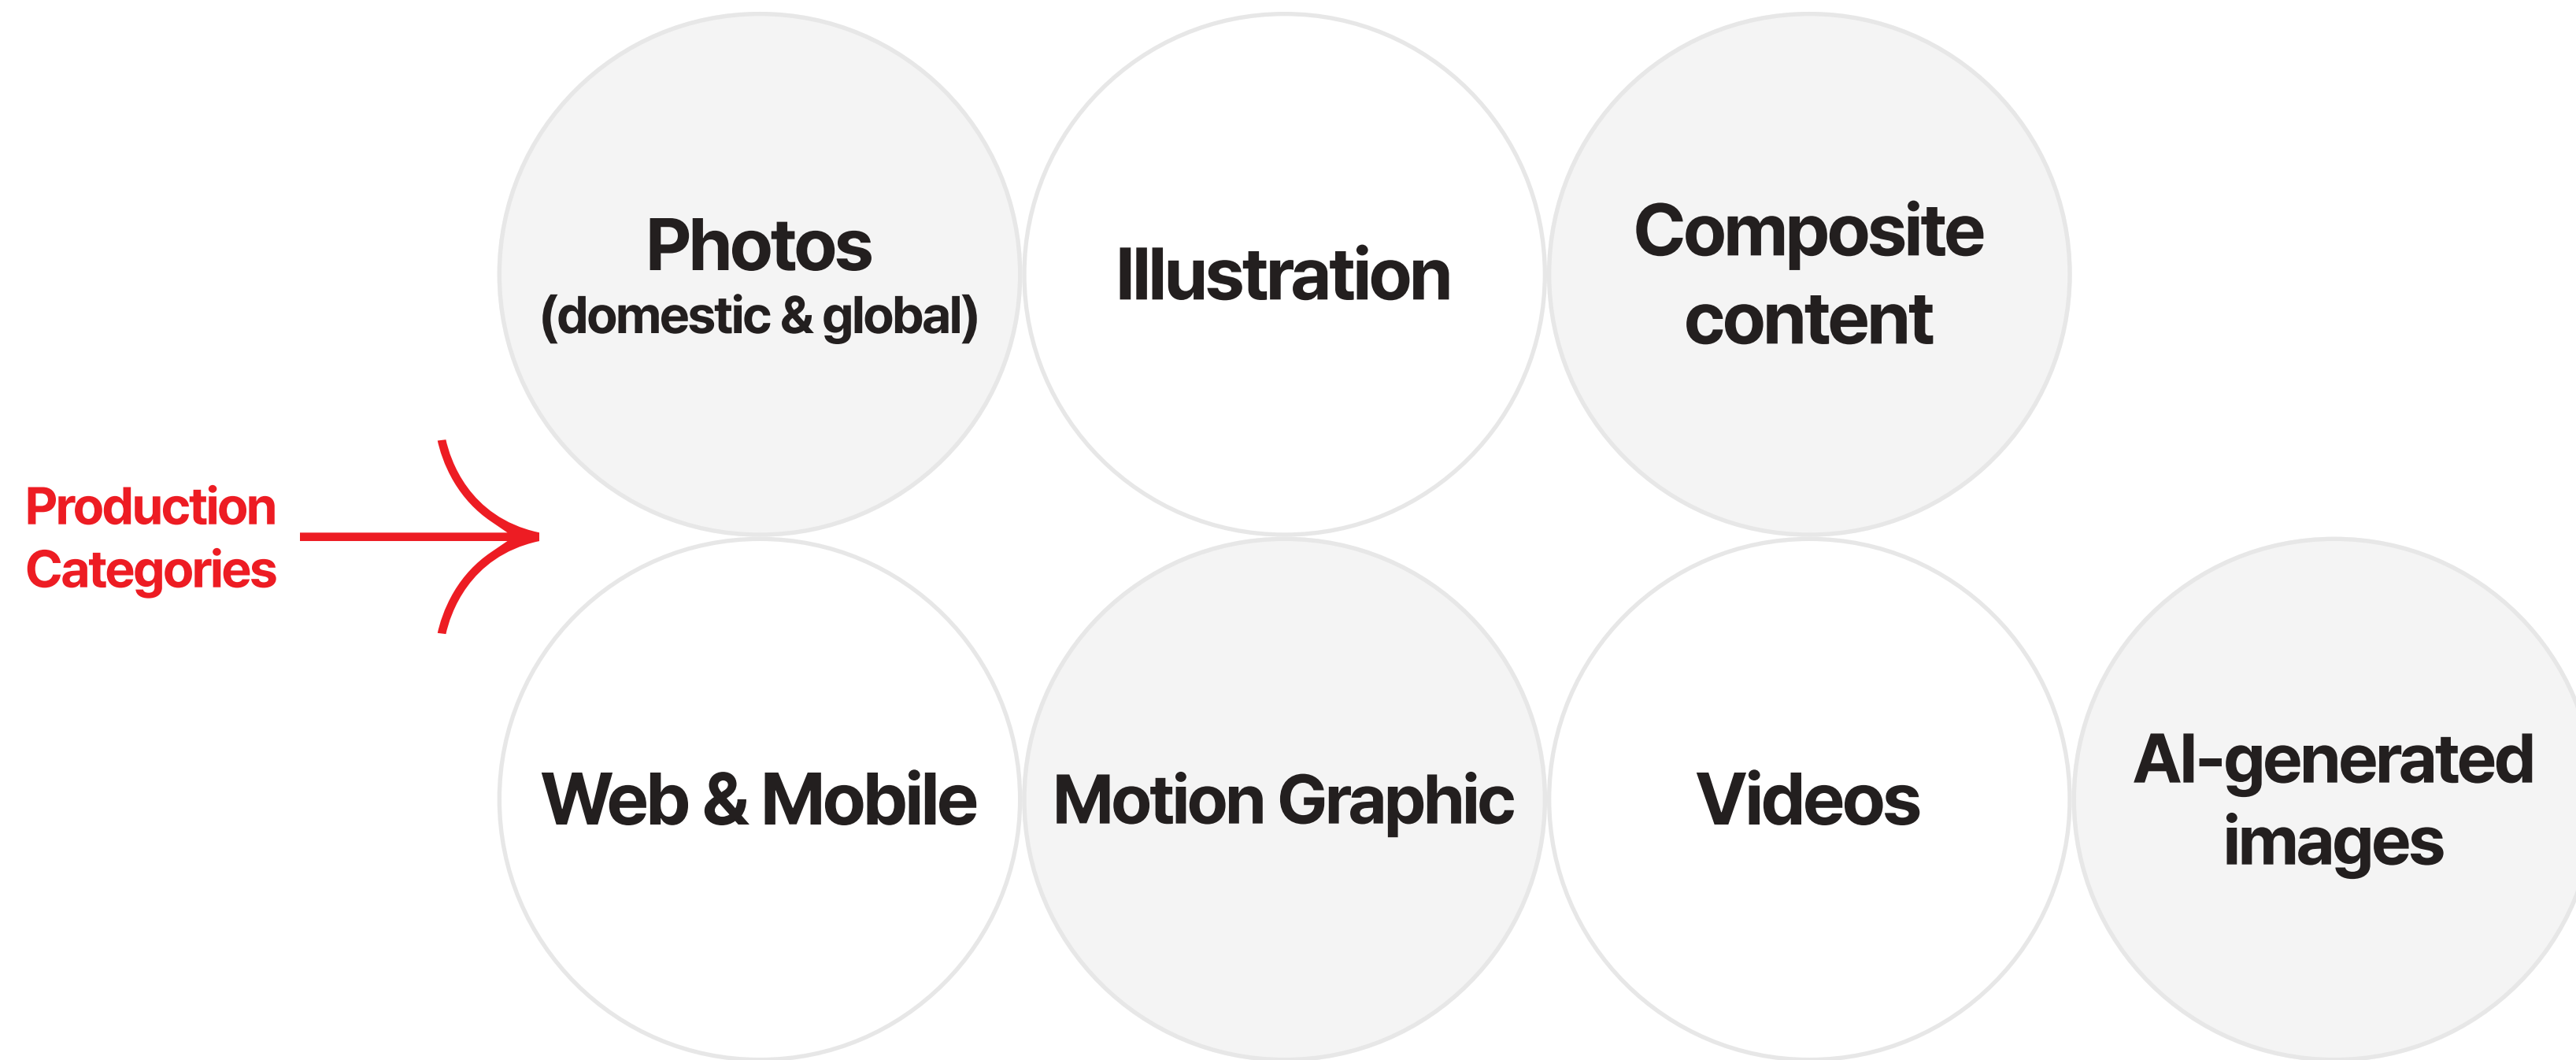 Production
Categories
Photos
(domestic & global)
Illustration
Composite
content
Web & Mobile
Motion Graphic
Videos
AI-generated
images